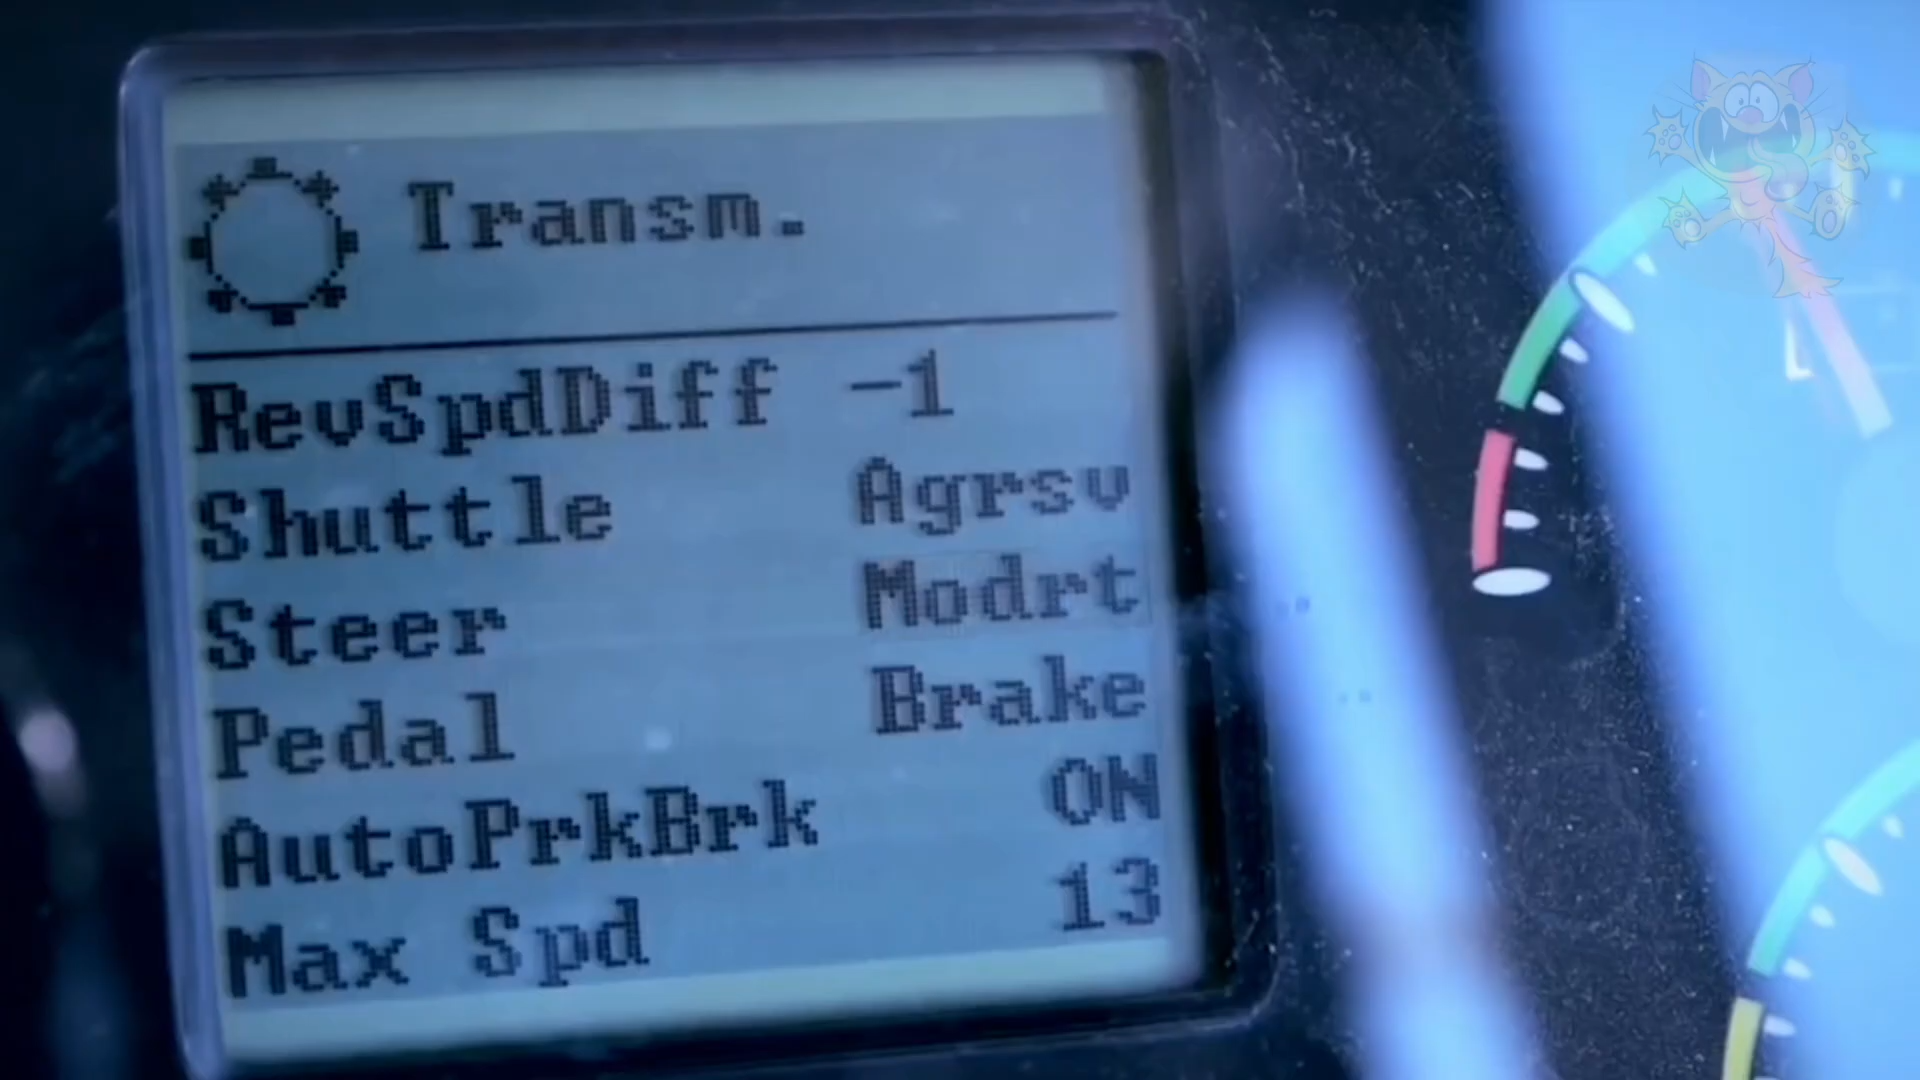 Transm.
RevSpdDiff -1
Shuttle Agrsv
Steer Modrt
Pedal Brake
AutoPrkBrk ON
Max Spd 13
L